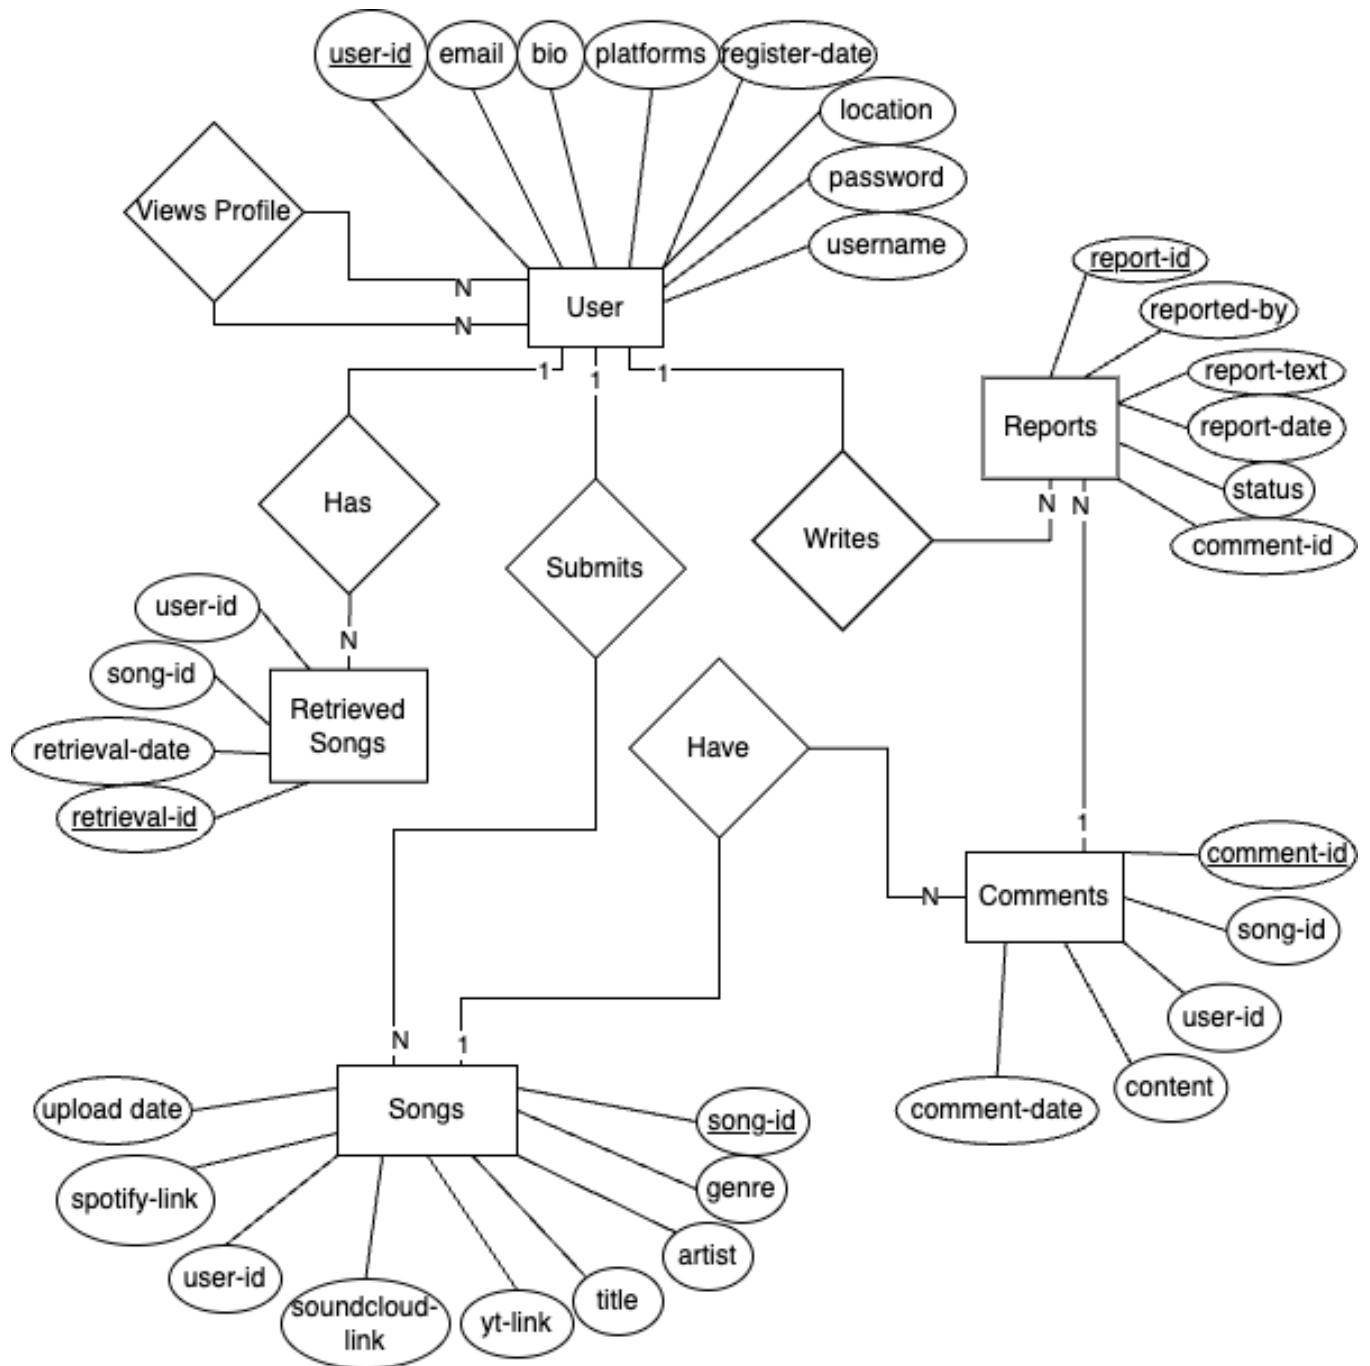 user-id
email
bio
platforms
register-date
location
password
username
Views Profile
N
N
User
1
1
1
report-id
reported-by
report-text
report-date
status
comment-id
Reports
N
N
Has
Submits
Writes
N
user-id
song-id
retrieval-date
retrieval-id
Retrieved
Songs
Have
1
N
Comments
comment-id
song-id
user-id
content
comment-date
N
1
Songs
upload date
spotify-link
user-id
soundcloud-
link
yt-link
title
artist
genre
song-id